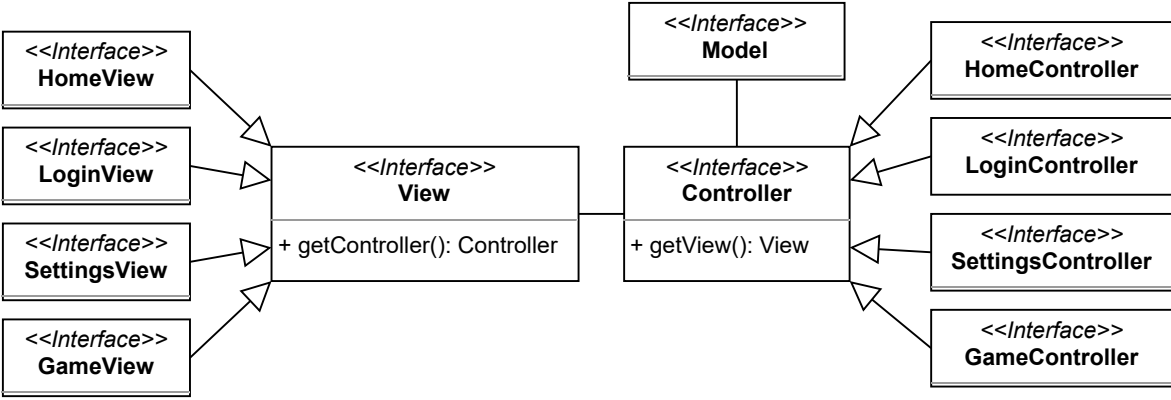 <<Interface>>
HomeView
<<Interface>>
LoginView
<<Interface>>
SettingsView
<<Interface>>
GameView
<<Interface>>
View
+ getController(): Controller
<<Interface>>
Model
<<Interface>>
Controller
+ getView(): View
<<Interface>>
HomeController
<<Interface>>
LoginController
<<Interface>>
SettingsController
<<Interface>>
GameController